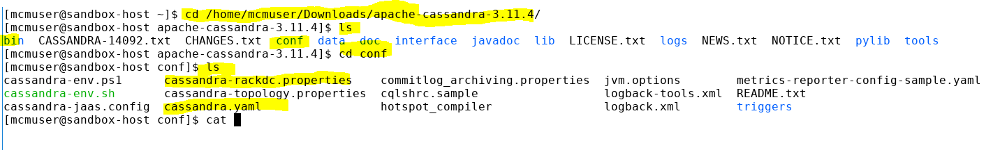 [mcmuser@sandbox-host ~]$ cd /home/mcmuser/Downloads/apache-cassandra-3.11.4/
[mcmuser@sandbox-host apache-cassandra-3.11.4]$ ls
bin  CASSANDRA-14092.txt  CHANGES.txt  conf  data  doc  interface  javadoc  lib  LICENSE.txt  logs  NEWS.txt  NOTICE.txt  pylib  tools
[mcmuser@sandbox-host apache-cassandra-3.11.4]$ cd conf
[mcmuser@sandbox-host conf]$ ls
cassandra-env.ps1      cassandra-rackdc.properties    commitlog_archiving.properties  jvm.options        metrics-reporter-config-sample.yaml
cassandra-env.sh       cassandra-topology.properties  cqlshrc.sample                  logback-tools.xml  README.txt
cassandra-jaas.config  cassandra.yaml                 hotspot_compiler                logback.xml        triggers
[mcmuser@sandbox-host conf]$ cat